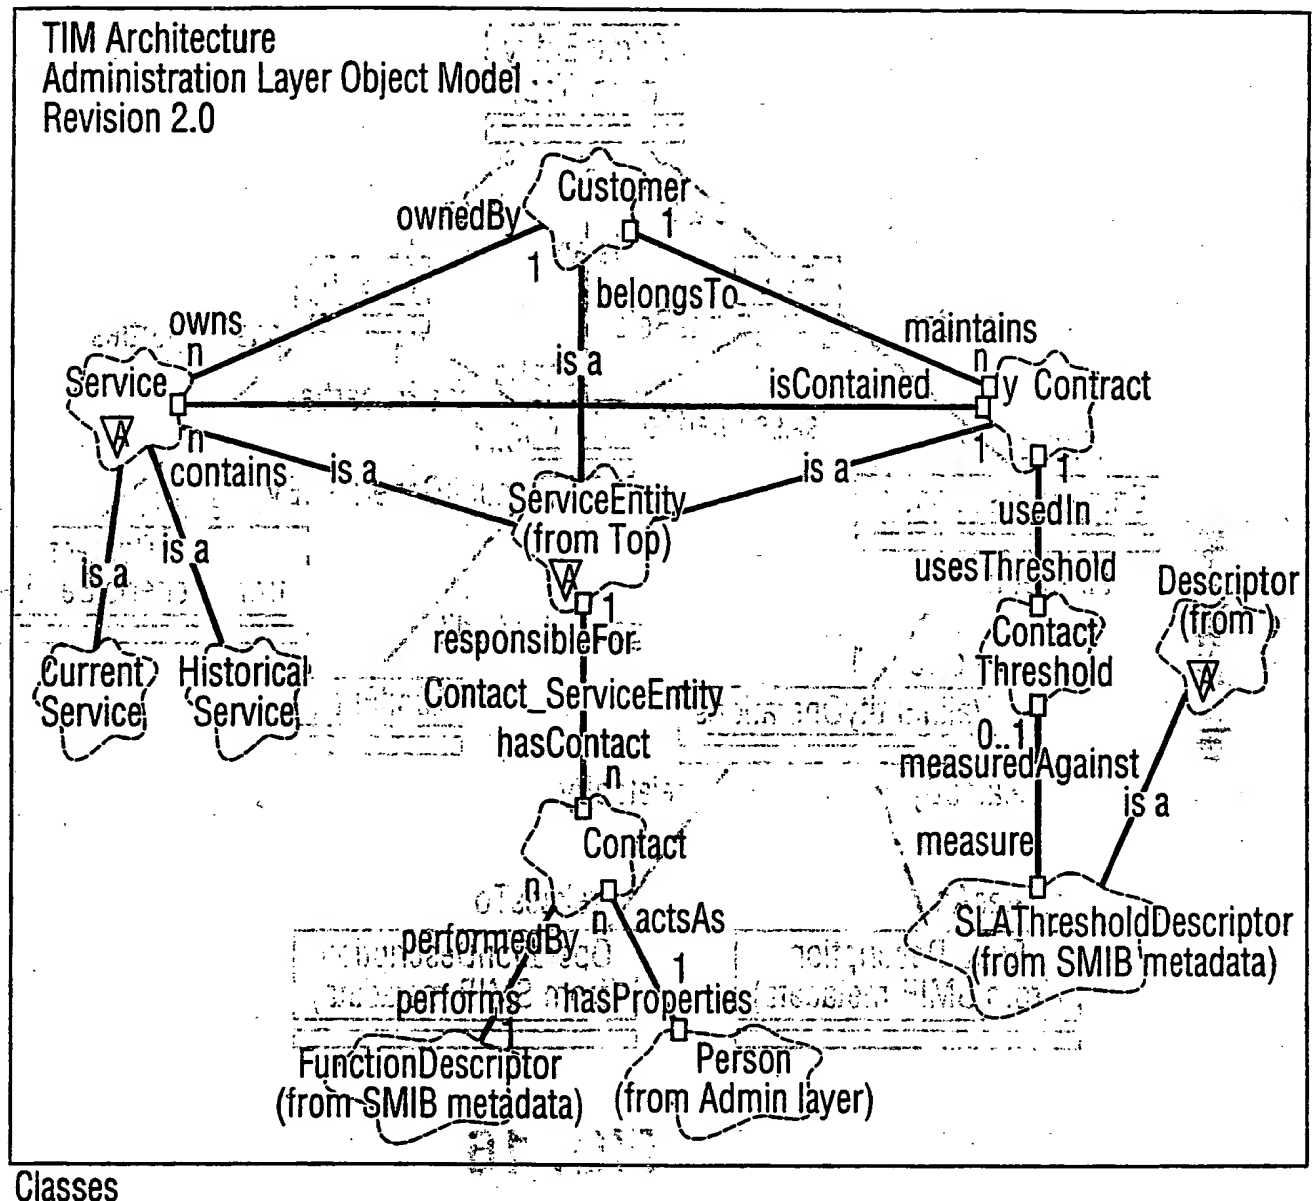 TIM Architecture
Administration Layer Object Model
Revision 2.0
Customer
ownedBy
1
1
belongsTo
owns
n
is a
maintains
n
Service
isContained
y Contract
A
n
contains
is a
is a
1
1
ServiceEntity
(from Top)
usedIn
is a
is a
A
usesThreshold
Descriptor
(from )
1
responsibleFor
Contact
Threshold
Current
Service
Historical
Service
A
Contact_ServiceEntity
0..1
hasContact
n
measuredAgainst
is a
Contact
measure
n
n
actsAs
performedBy
1
SLAThresholdDescriptor
(from SMIB metadata)
performs
hasProperties
1
FunctionDescriptor
(from SMIB metadata)
Person
(from Admin layer)
Classes